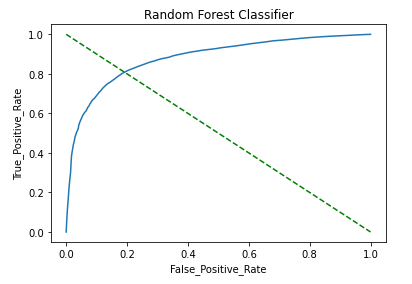 Random Forest Classifier
True_Positive_Rate
1.0
0.8
0.6
0.4
0.2
0.0
0.0 0.2 0.4 0.6 0.8 1.0
False_Positive_Rate